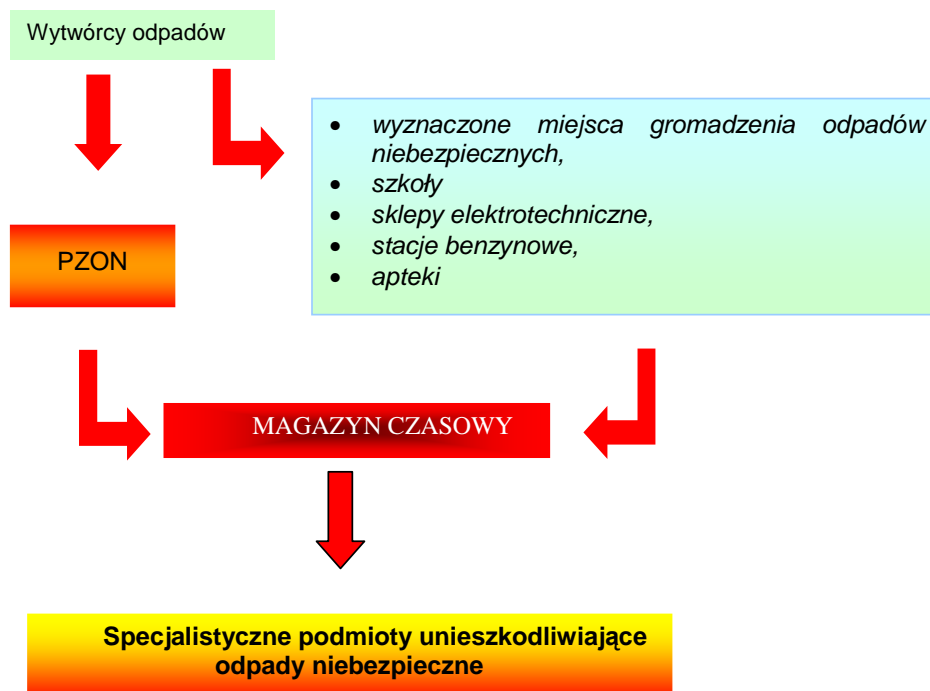 Wytwórcy odpadów
• wyznaczone miejsca gromadzenia odpadów
niebezpiecznych,
• szkoły
• sklepy elektrotechniczne,
• stacje benzynowe,
• apteki
PZON
MAGAZYN CZASOWY
Specjalistyczne podmioty unieszkodliwiające
odpady niebezpieczne